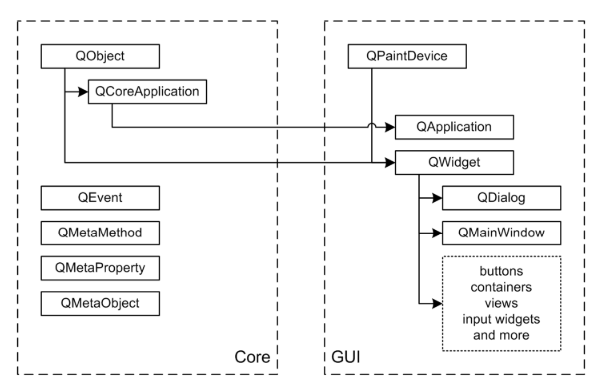 QObject
QCoreApplication
QEvent
QMetaMethod
QMetaProperty
QMetaObject
Core
QPaintDevice
QApplication
QWidget
QDialog
QMainWindow
buttons
containers
views
input widgets
and more
GUI